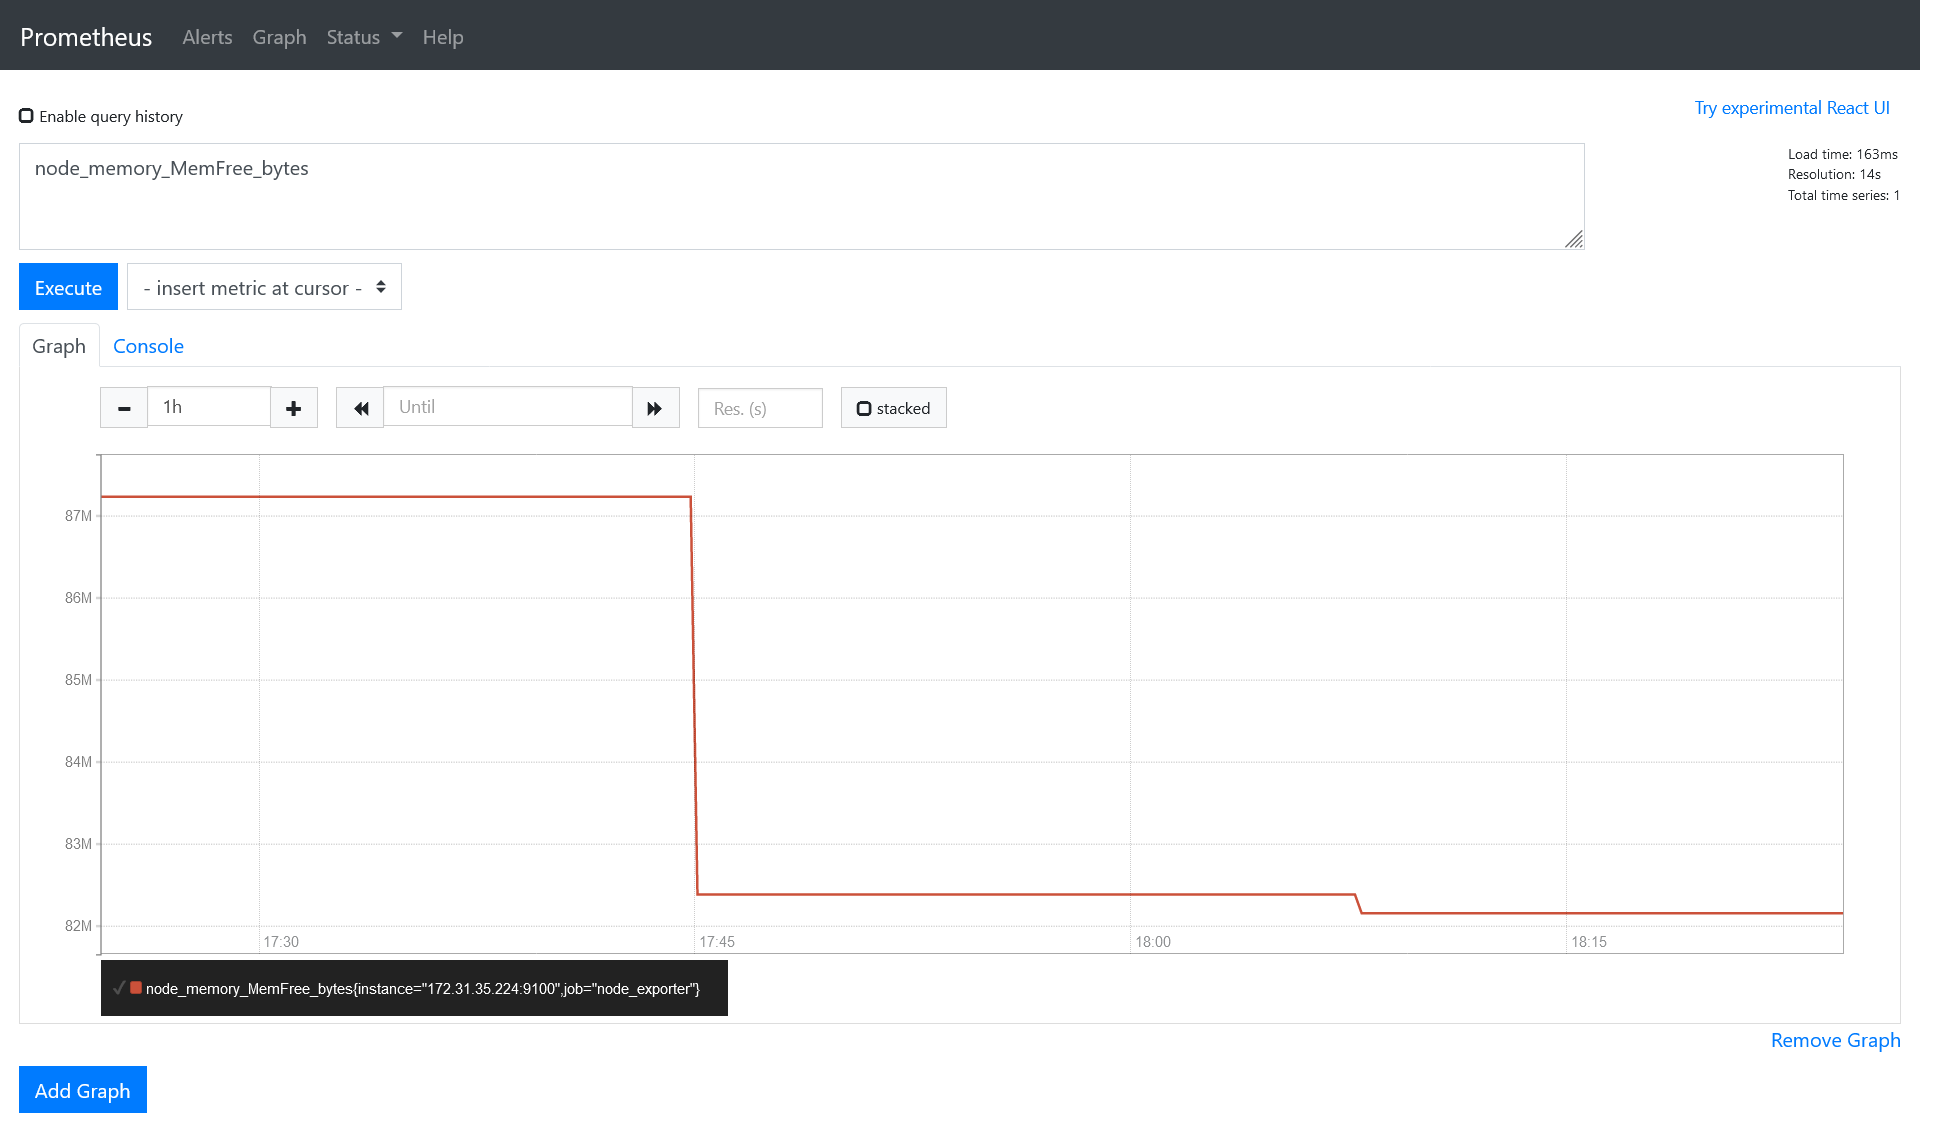 Prometheus Alerts Graph Status Help
Enable query history
Try experimental React UI
node_memory_MemFree_bytes
Load time: 163ms
Resolution: 14s
Total time series: 1
Execute
- insert metric at cursor -
Graph Console
1h Until Res. (s) stacked
87M
86M
85M
84M
83M
82M
17:30 17:45 18:00 18:15
node_memory_MemFree_bytes{instance="172.31.35.224:9100",job="node_exporter"}
Remove Graph
Add Graph